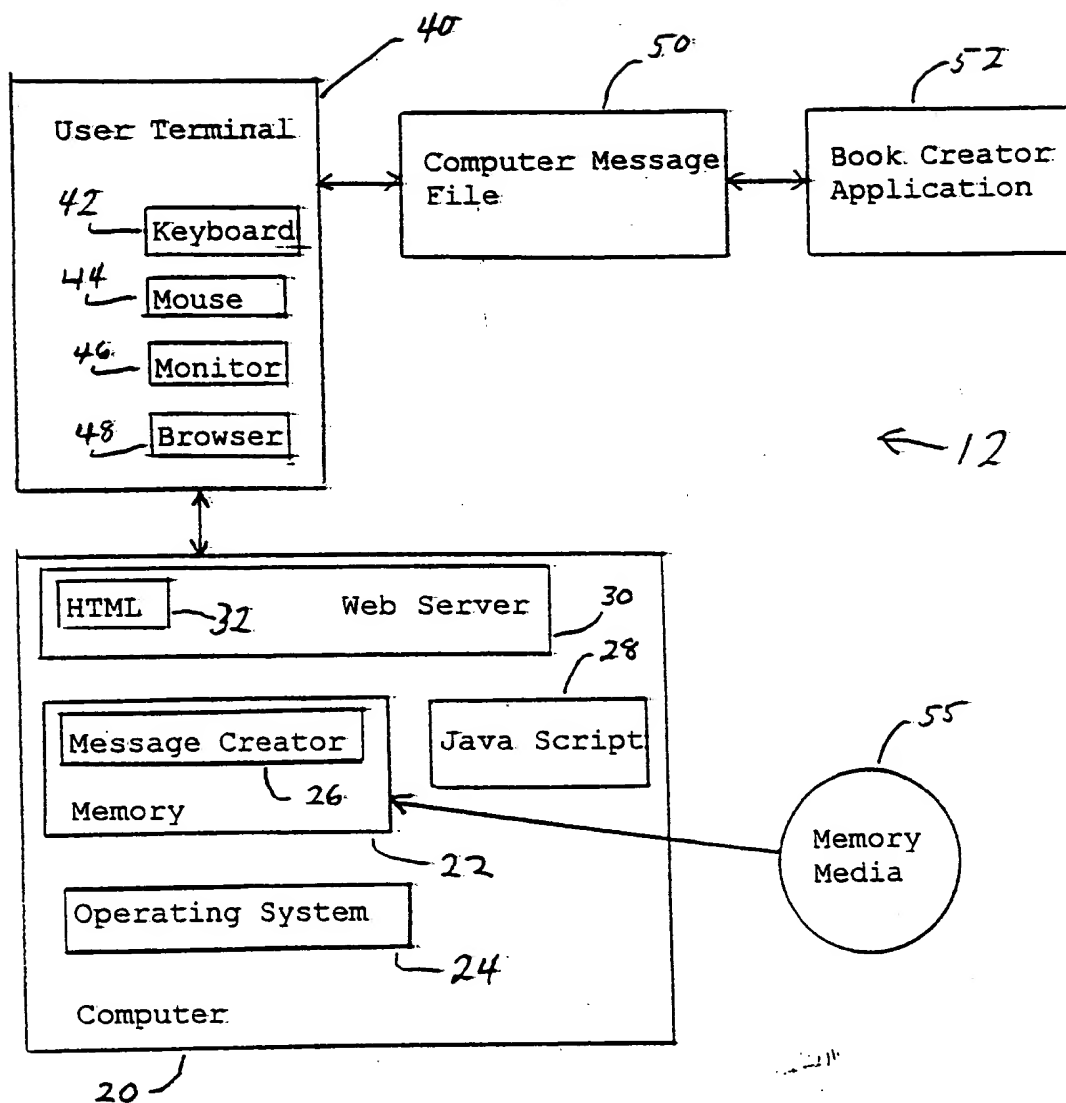 40
50
52
User Terminal
Computer Message
File
Book Creator
Application
42
Keyboard
44
Mouse
46
Monitor
48
Browser
12
HTML
32
Web Server
30
28
Message Creator
26
Memory
22
Java Script
55
Memory
Media
Operating System
24
Computer
20